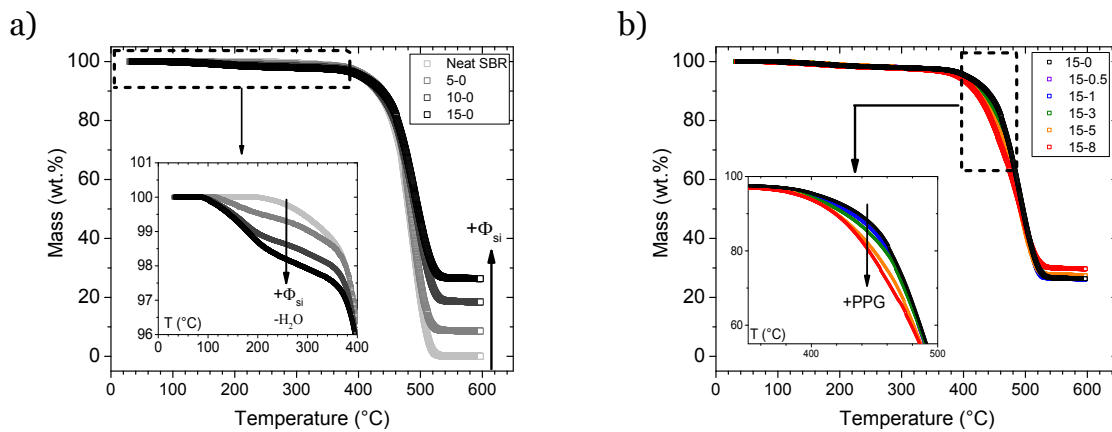 a)
100
80
60
40
20
0
Mass (wt.%)
0 100 200 300 400 500 600
Temperature (°C)
Neat SBR
5-0
10-0
15-0
101
100
99
98
97
96
0 100 200 300 400
T (°C)
+Φsi
-H2O
+Φsi
b)
100
80
60
40
20
0
Mass (wt.%)
0 100 200 300 400 500 600
Temperature (°C)
15-0
15-0.5
15-1
15-3
15-5
15-8
100
80
60
400 500
T (°C)
+PPG